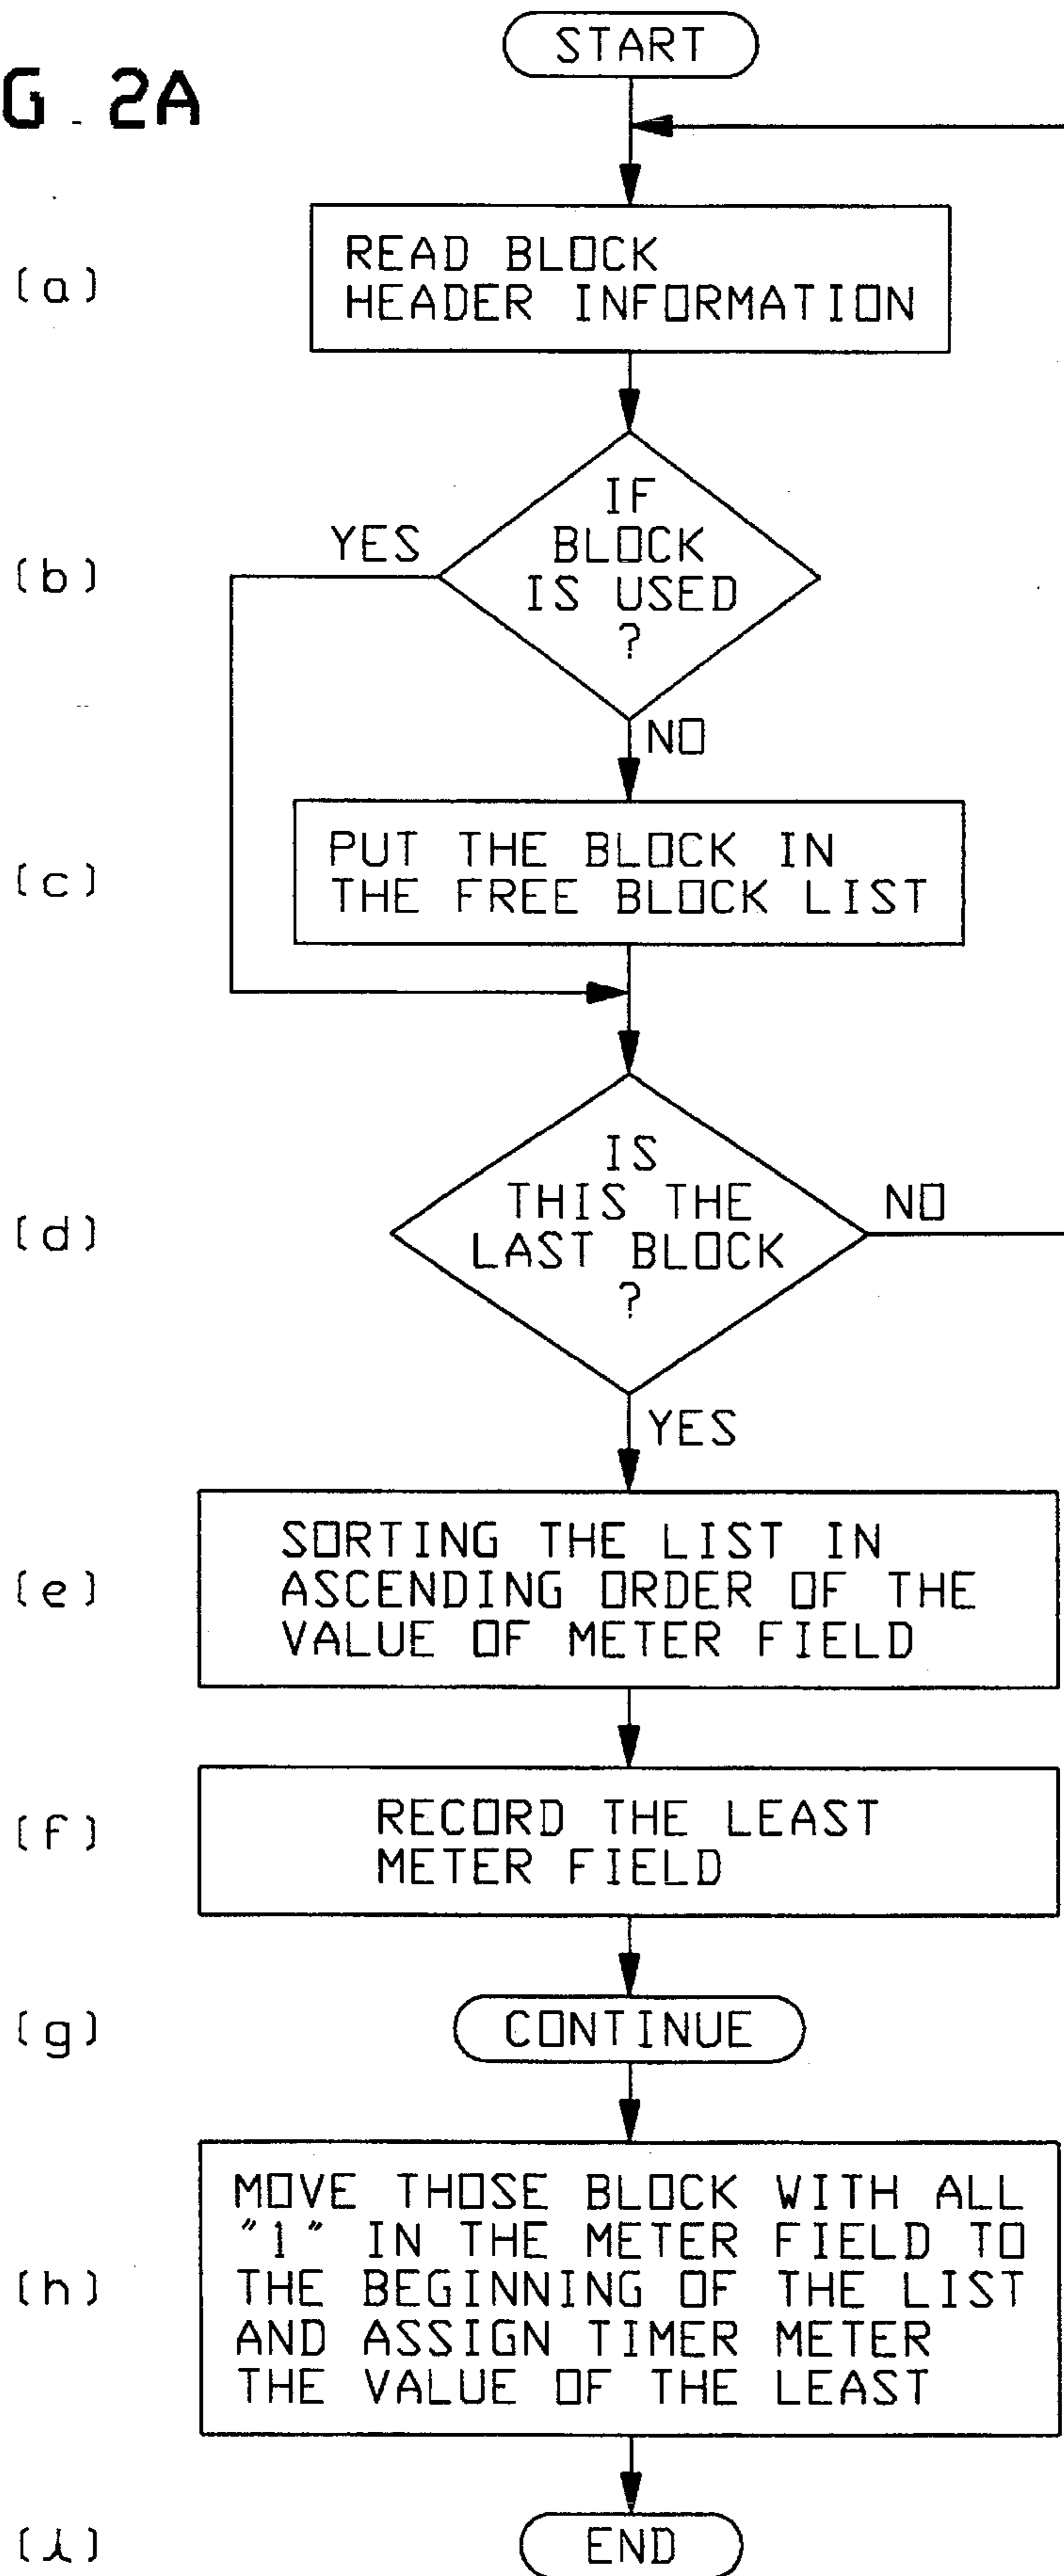 G. 2A
START
(a)
READ BLOCK
HEADER INFORMATION
(b)
YES
IF
BLOCK
IS USED
?
NO
(c)
PUT THE BLOCK IN
THE FREE BLOCK LIST
(d)
IS
THIS THE
LAST BLOCK
?
NO
YES
(e)
SORTING THE LIST IN
ASCENDING ORDER OF THE
VALUE OF METER FIELD
(f)
RECORD THE LEAST
METER FIELD
(g)
CONTINUE
(h)
MOVE THOSE BLOCK WITH ALL
"1" IN THE METER FIELD TO
THE BEGINNING OF THE LIST
AND ASSIGN TIMER METER
THE VALUE OF THE LEAST
(i)
END